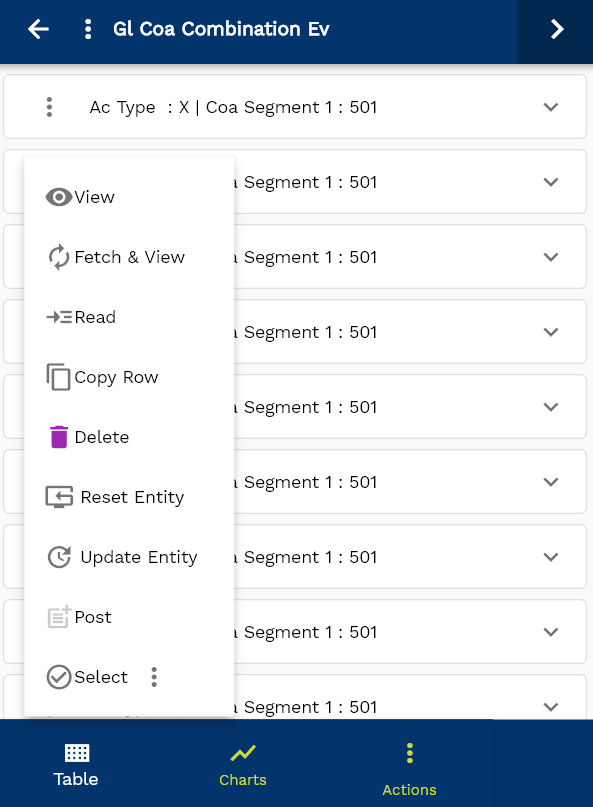 Gl Coa Combination Ev
Ac Type : X | Coa Segment 1 : 501
Segment 1 : 501
View
Segment 1 : 501
Fetch & View
Segment 1 : 501
Read
Segment 1 : 501
Copy Row
Segment 1 : 501
Delete
Segment 1 : 501
Reset Entity
Segment 1 : 501
Update Entity
Segment 1 : 501
Post
Segment 1 : 501
Select
Table
Charts
Actions